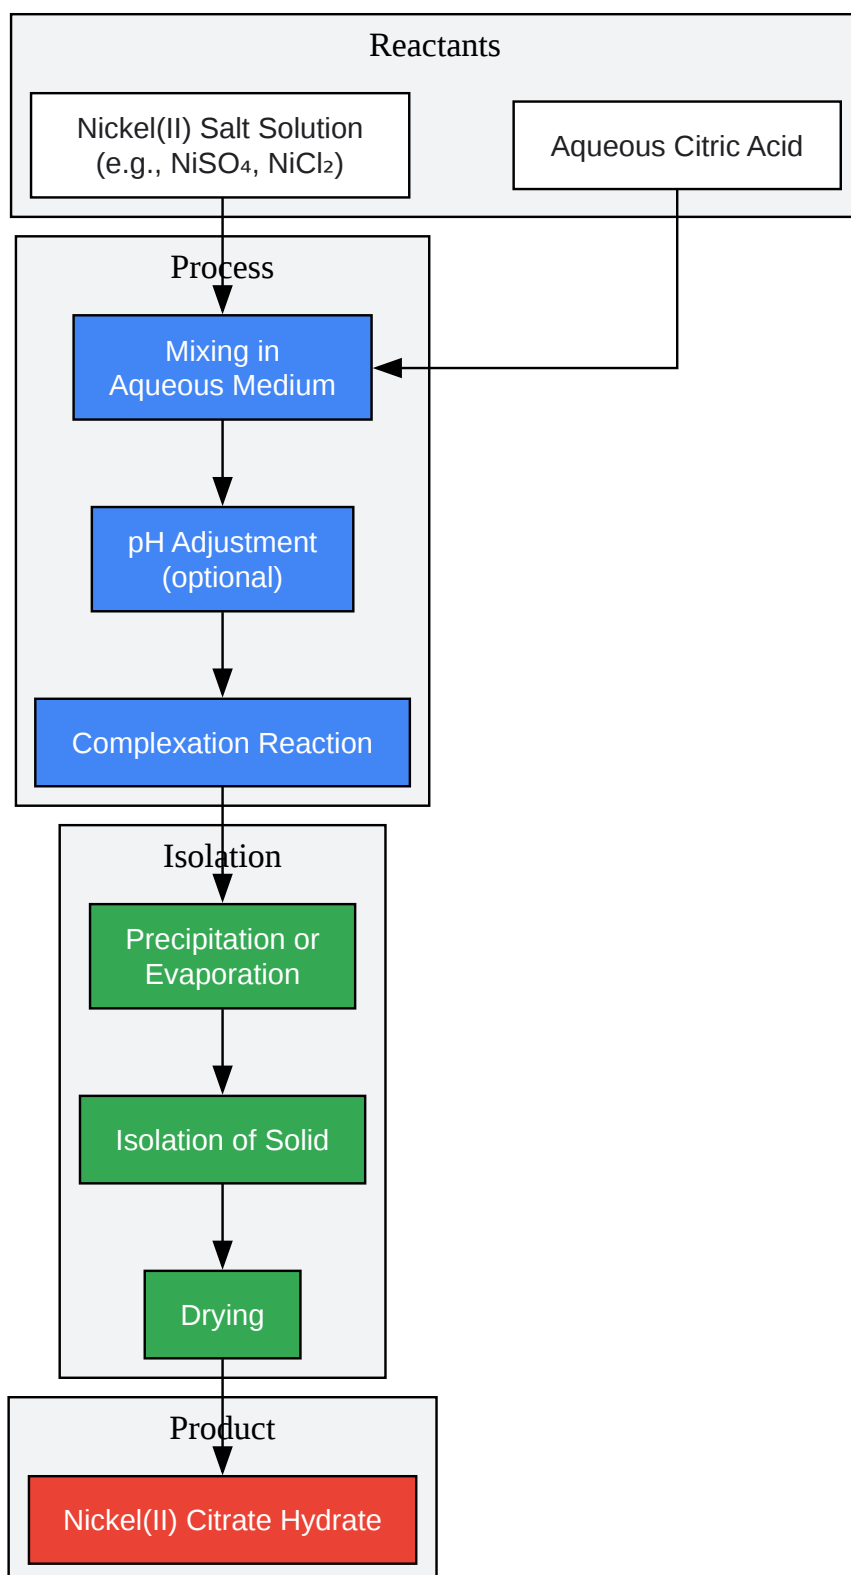 Reactants
Nickel(II) Salt Solution
(e.g., NiSO₄, NiCl₂)
Aqueous Citric Acid
Process
Mixing in
Aqueous Medium
pH Adjustment
(optional)
Complexation Reaction
Isolation
Precipitation or
Evaporation
Isolation of Solid
Drying
Product
Nickel(II) Citrate Hydrate